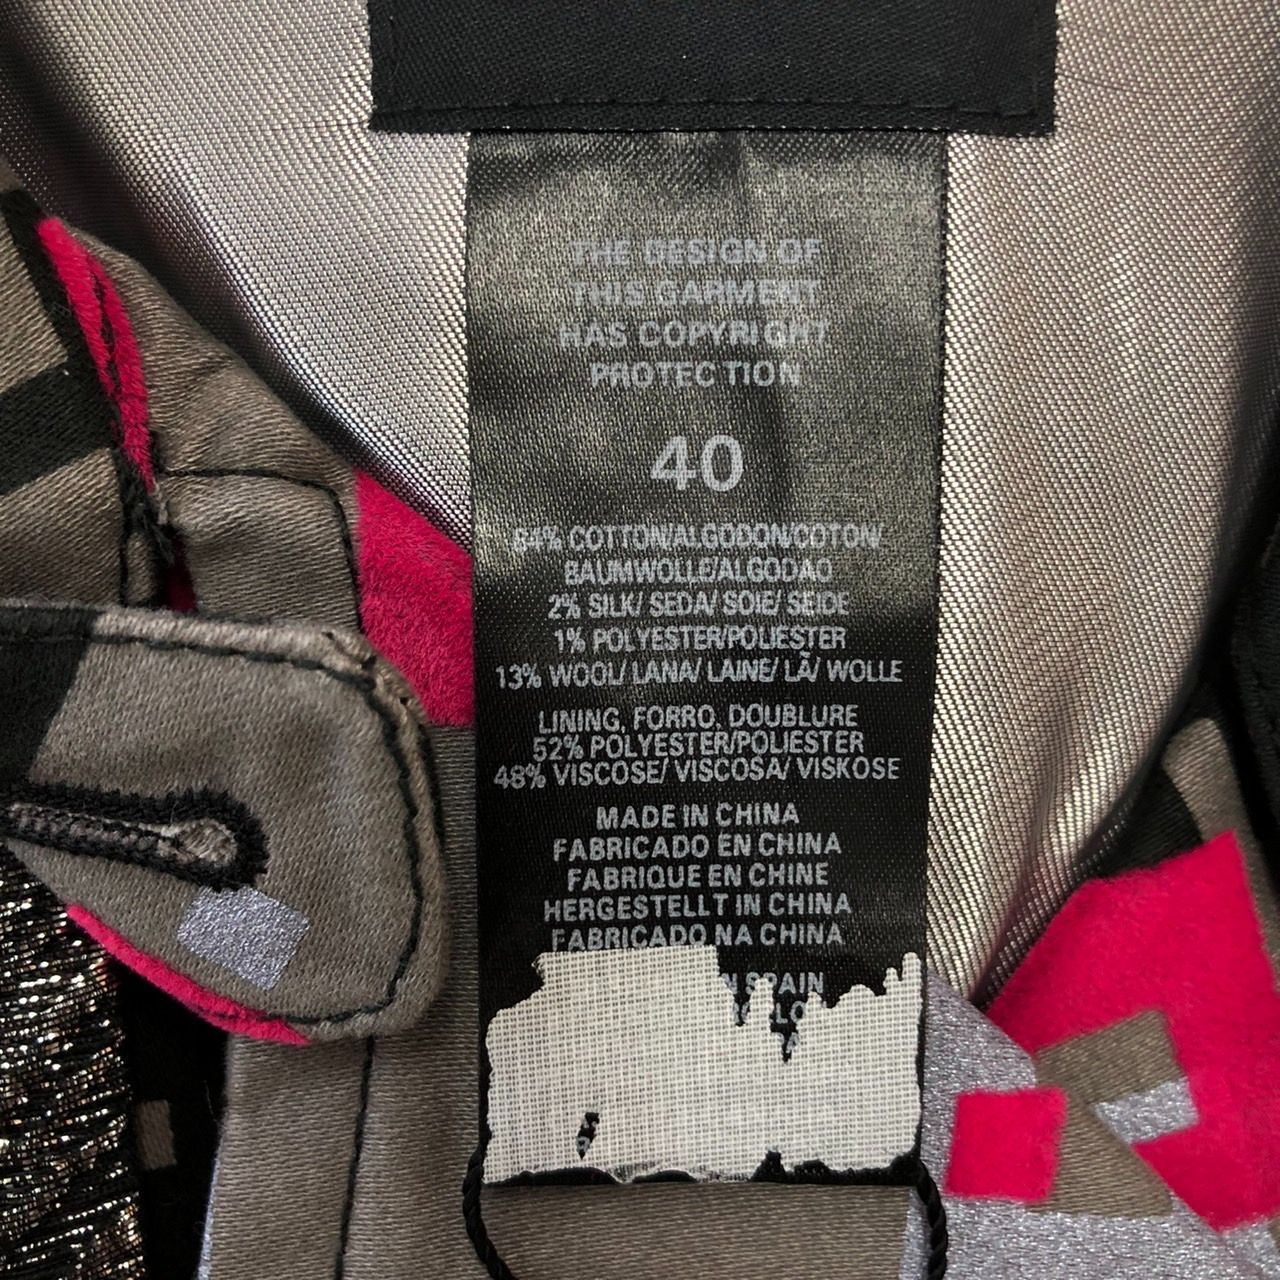 THE DESIGN OF
THIS GARMENT
HAS COPYRIGHT
PROTECTION
40
84% COTTON/ALGODON/COTON/
BAUMWOLLE/ALGODAO
2% SILK/ SEDA/ SOIE/ SEIDE
1% POLYESTER/POLIESTER
13% WOOL/ LANA/ LAINE/ LÃ/ WOLLE
LINING, FORRO, DOUBLURE
52% POLYESTER/POLIESTER
48% VISCOSE/ VISCOSA/ VISKOSE
MADE IN CHINA
FABRICADO EN CHINA
FABRIQUE EN CHINE
HERGESTELLT IN CHINA
FABRICADO NA CHINA
SPAIN